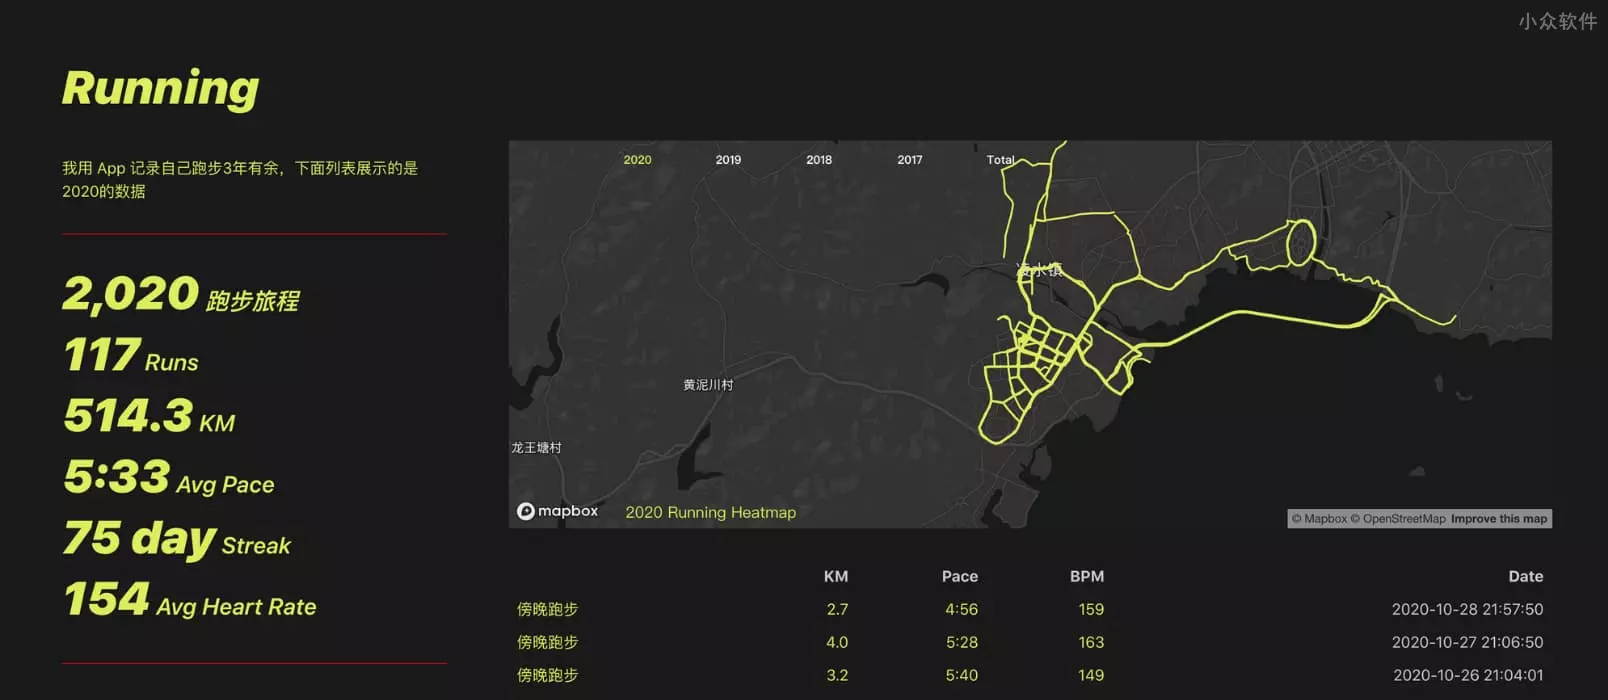 小众软件
Running
我用 App 记录自己跑步3年有余，下面列表展示的是
2020的数据
2,020 跑步旅程
117 Runs
514.3 KM
5:33 Avg Pace
75 day Streak
154 Avg Heart Rate
2020 2019 2018 2017 Total
凌水镇
黄泥川村
龙王塘村
mapbox 2020 Running Heatmap
© Mapbox © OpenStreetMap Improve this map
KM Pace BPM Date
傍晚跑步 2.7 4:56 159 2020-10-28 21:57:50
傍晚跑步 4.0 5:28 163 2020-10-27 21:06:50
傍晚跑步 3.2 5:40 149 2020-10-26 21:04:01